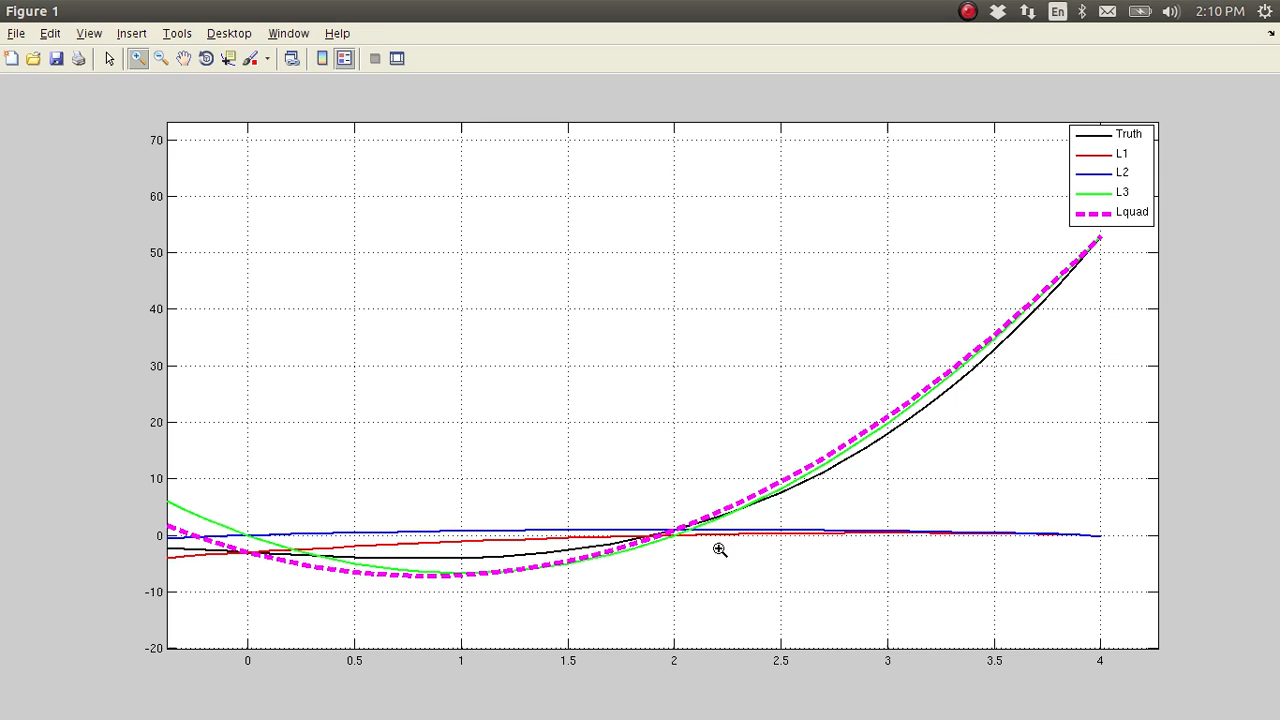 Figure 1
En
2:10 PM
File Edit View Insert Tools Desktop Window Help
70
60
50
40
30
20
10
0
-10
-20
0 0.5 1 1.5 2 2.5 3 3.5 4
Truth
L1
L2
L3
Lquad